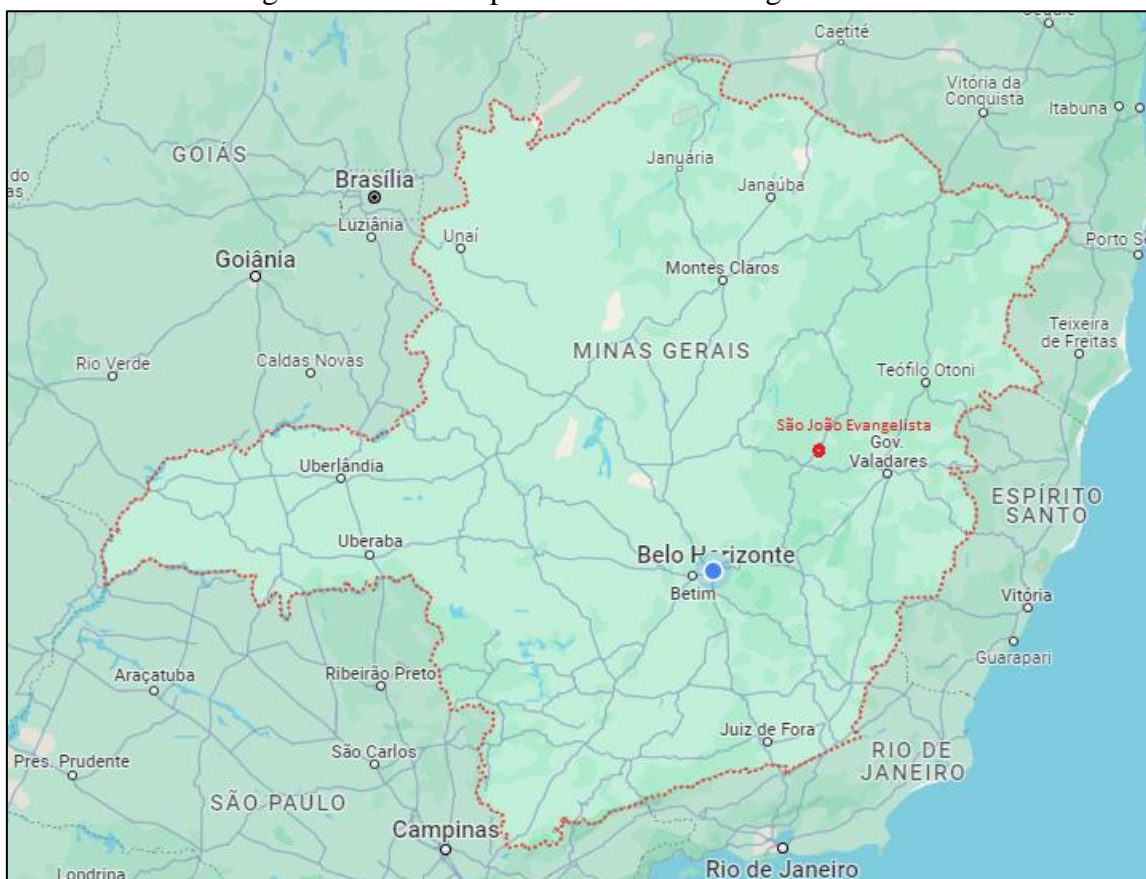 Caetité
Vitória da
Conquista
Itabuna
GOIÁS
do
as
Brasília
Januária
Janaúba
Luziânia
Unaí
Porto S
Goiânia
Montes Claros
MINAS GERAIS
Teixeira
de Freitas
Rio Verde
Caldas Novas
Teófilo Otoni
São João Evangelista
Gov.
Valadares
Uberlândia
ESPÍRITO
SANTO
Uberaba
Belo Horizonte
Betim
Vitória
Guarapari
Araçatuba
Ribeirão Preto
Juiz de Fora
São Carlos
RIO DE
JANEIRO
Pres. Prudente
SÃO PAULO
Campinas
Rio de Janeiro
Londrina